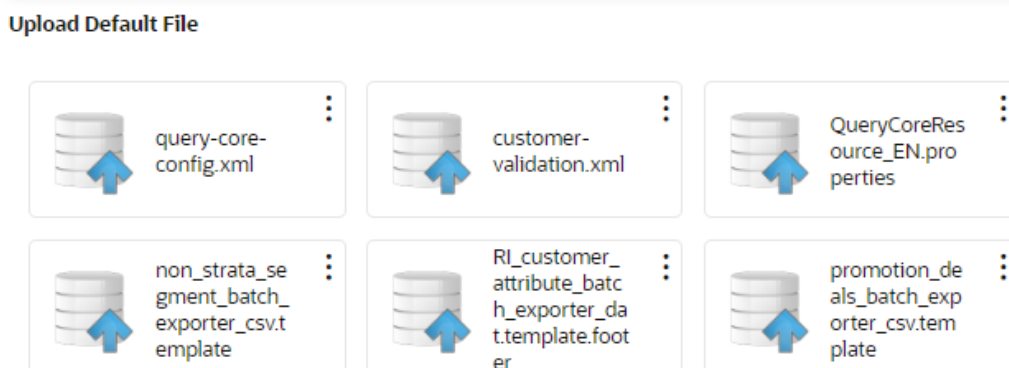 Upload Default File
query-core-
config.xml
customer-
validation.xml
QueryCoreRes
ource_EN.pro
perties
non_strata_se
gment_batch_
exporter_csv.t
emplate
RI_customer_
attribute_batc
h_exporter_da
t.template.foot
er
promotion_de
als_batch_exp
orter_csv.tem
plate